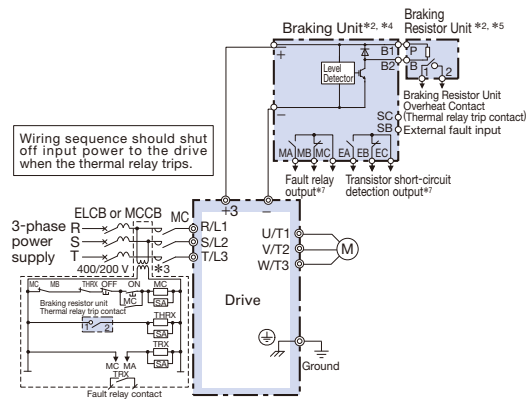 Braking Unit*2, *4
Braking
Resistor Unit *2, *5
+
Level
Detector
B1
B2
P
B
1 2
−
Braking Resistor Unit
Overheat Contact
(Thermal relay trip contact)
SC
SB
External fault input
MA MB MC EA EB EC
Fault relay
output*7
Transistor short-circuit
detection output*7
Wiring sequence should shut
off input power to the drive
when the thermal relay trips.
+3 −
ELCB or MCCB MC
3-phase
power
supply
R
S
T
R/L1
S/L2
T/L3
U/T1
V/T2
W/T3
M
400/200 V *3
Drive
Ground
MC MB THRX OFF ON MC
MC
SA
Braking resistor unit
Thermal relay trip contact
1 2
THRX
SA
TRX
SA
MC MA
TRX
Fault relay contact